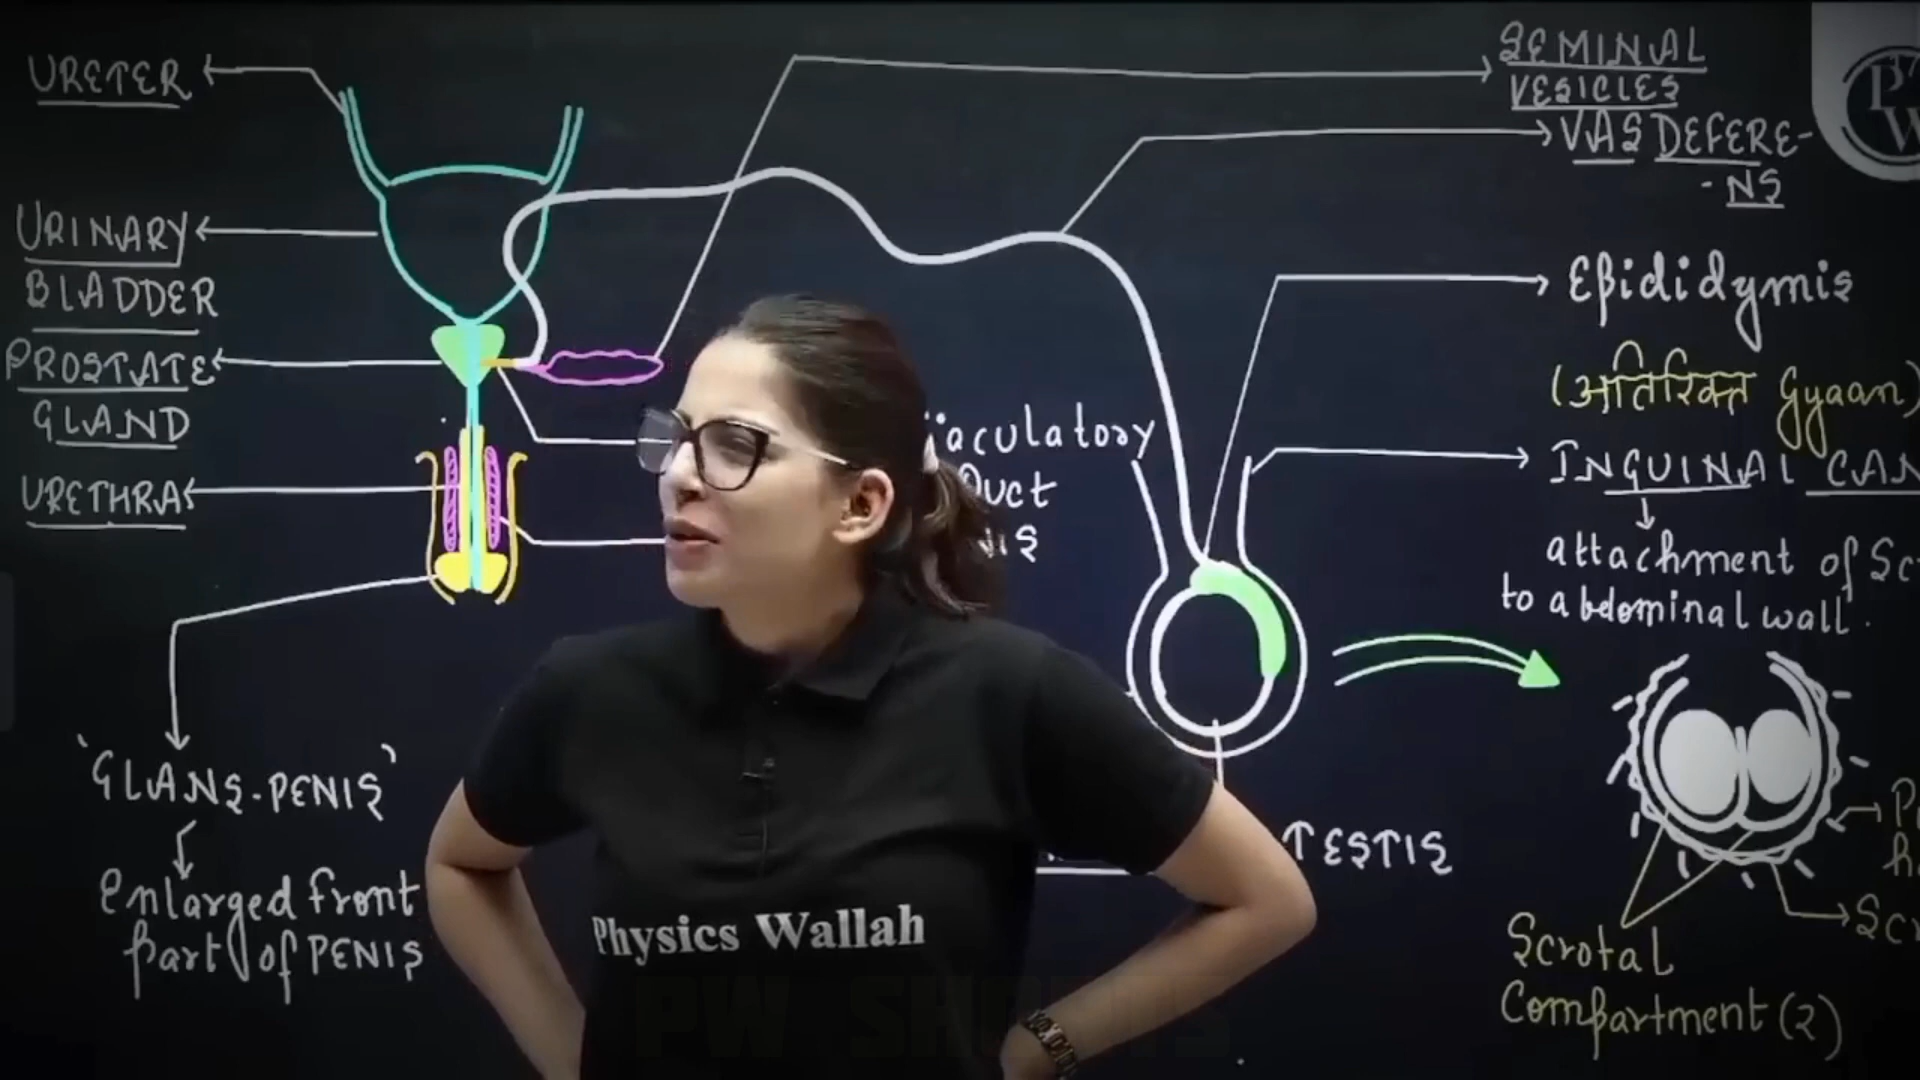 URETER
URINARY
BLADDER
PROSTATE
GLAND
URETHRA
'GLANS-PENIS'
Enlarged front
part of PENIS
SEMINAL
VESICLES
VAS DEFERE-
-NS
Epididymis
(अतिरिक्त Gyaan)
INGUINAL
attachment of
to abdominal wall.
aculatory
Duct
TESTIS
Scrotal
Compartment (2)
Physics Wallah
PW